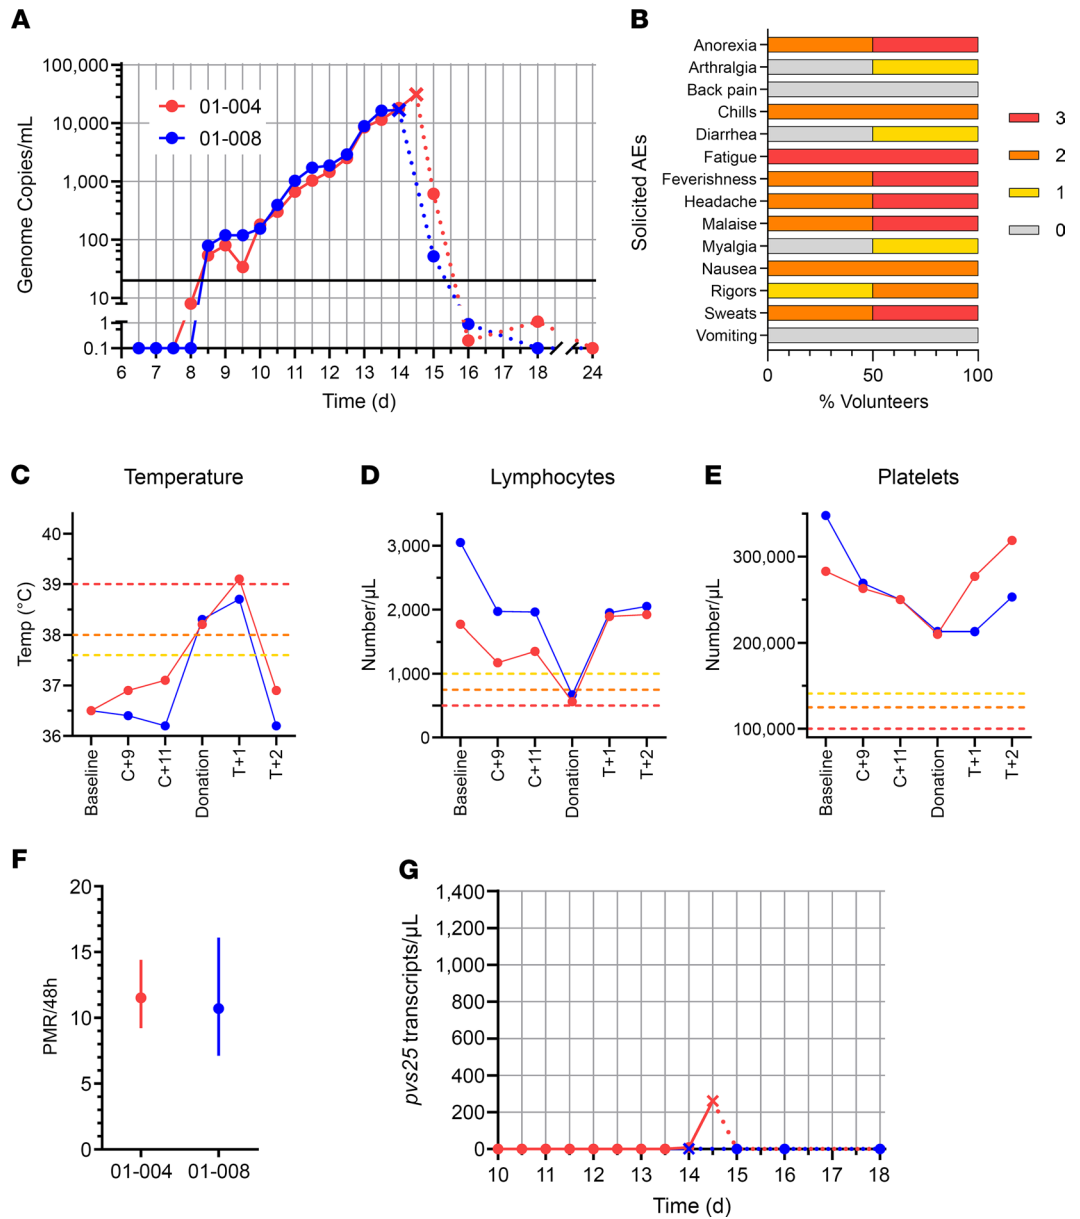 A
Genome Copies/mL
100,000
10,000
1,000
100
10
1
0.1
01-004
01-008
6 7 8 9 10 11 12 13 14 15 16 17 18 24
Time (d)
B
Solicited AEs
Anorexia
Arthralgia
Back pain
Chills
Diarrhea
Fatigue
Feverishness
Headache
Malaise
Myalgia
Nausea
Rigors
Sweats
Vomiting
0 50 100
% Volunteers
3
2
1
0
C Temperature
Temp (°C)
40
39
38
37
36
Baseline
C+9
C+11
Donation
T+1
T+2
D Lymphocytes
Number/µL
3,000
2,000
1,000
0
Baseline
C+9
C+11
Donation
T+1
T+2
E Platelets
Number/µL
300,000
200,000
100,000
Baseline
C+9
C+11
Donation
T+1
T+2
F
PMR/48h
20
15
10
5
0
01-004 01-008
G
pvs25 transcripts/µL
1,400
1,200
1,000
800
600
400
200
0
10 11 12 13 14 15 16 17 18
Time (d)